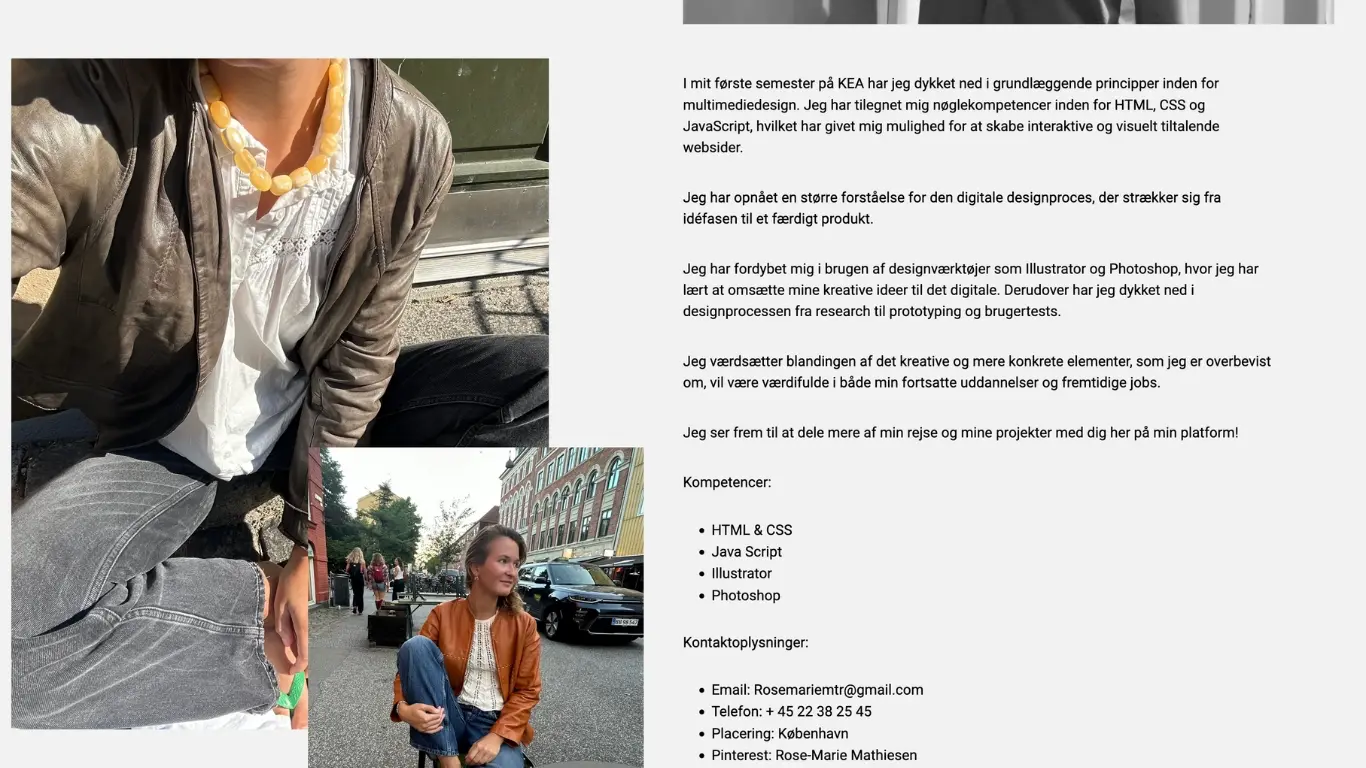 I mit første semester på KEA har jeg dykket ned i grundlæggende principper inden for
multimediedesign. Jeg har tilegnet mig nøglekompetencer inden for HTML, CSS og
JavaScript, hvilket har givet mig mulighed for at skabe interaktive og visuelt tiltalende
websider.
Jeg har opnået en større forståelse for den digitale designproces, der strækker sig fra
idéfasen til et færdigt produkt.
Jeg har fordybet mig i brugen af designværktøjer som Illustrator og Photoshop, hvor jeg har
lært at omsætte mine kreative ideer til det digitale. Derudover har jeg dykket ned i
designprocessen fra research til prototyping og brugertests.
Jeg værdsætter blandingen af det kreative og mere konkrete elementer, som jeg er overbevist
om, vil være værdifulde i både min fortsatte uddannelser og fremtidige jobs.
Jeg ser frem til at dele mere af min rejse og mine projekter med dig her på min platform!
Kompetencer:
• HTML & CSS
• Java Script
• Illustrator
• Photoshop
Kontaktoplysninger:
• Email: Rosemariemtr@gmail.com
• Telefon: + 45 22 38 25 45
• Placering: København
• Pinterest: Rose-Marie Mathiesen